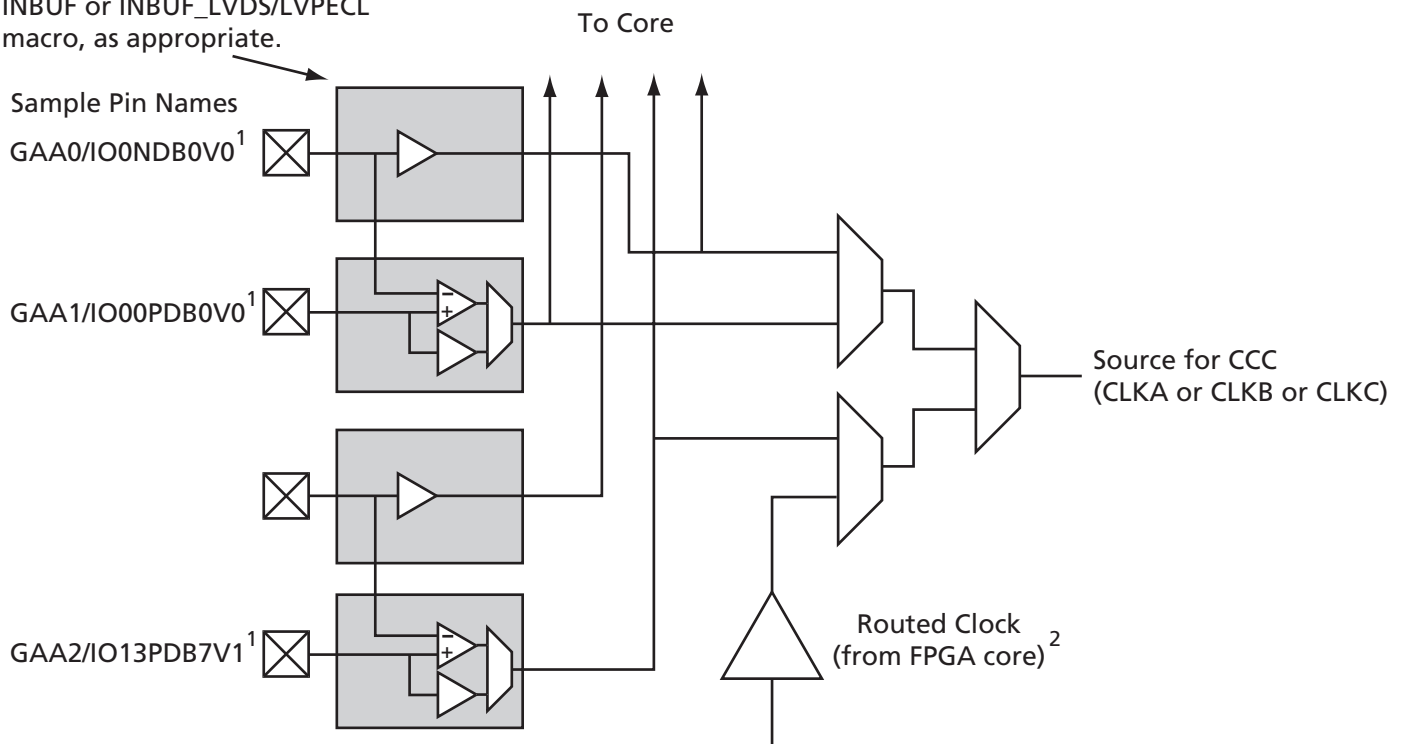 INBUF or INBUF_LVDS/LVPECL
macro, as appropriate.
To Core
Sample Pin Names
GAA0/IO0NDB0V0¹
GAA1/IO00PDB0V0¹
−
+
Source for CCC
(CLKA or CLKB or CLKC)
GAA2/IO13PDB7V1¹
−
+
Routed Clock
(from FPGA core)²